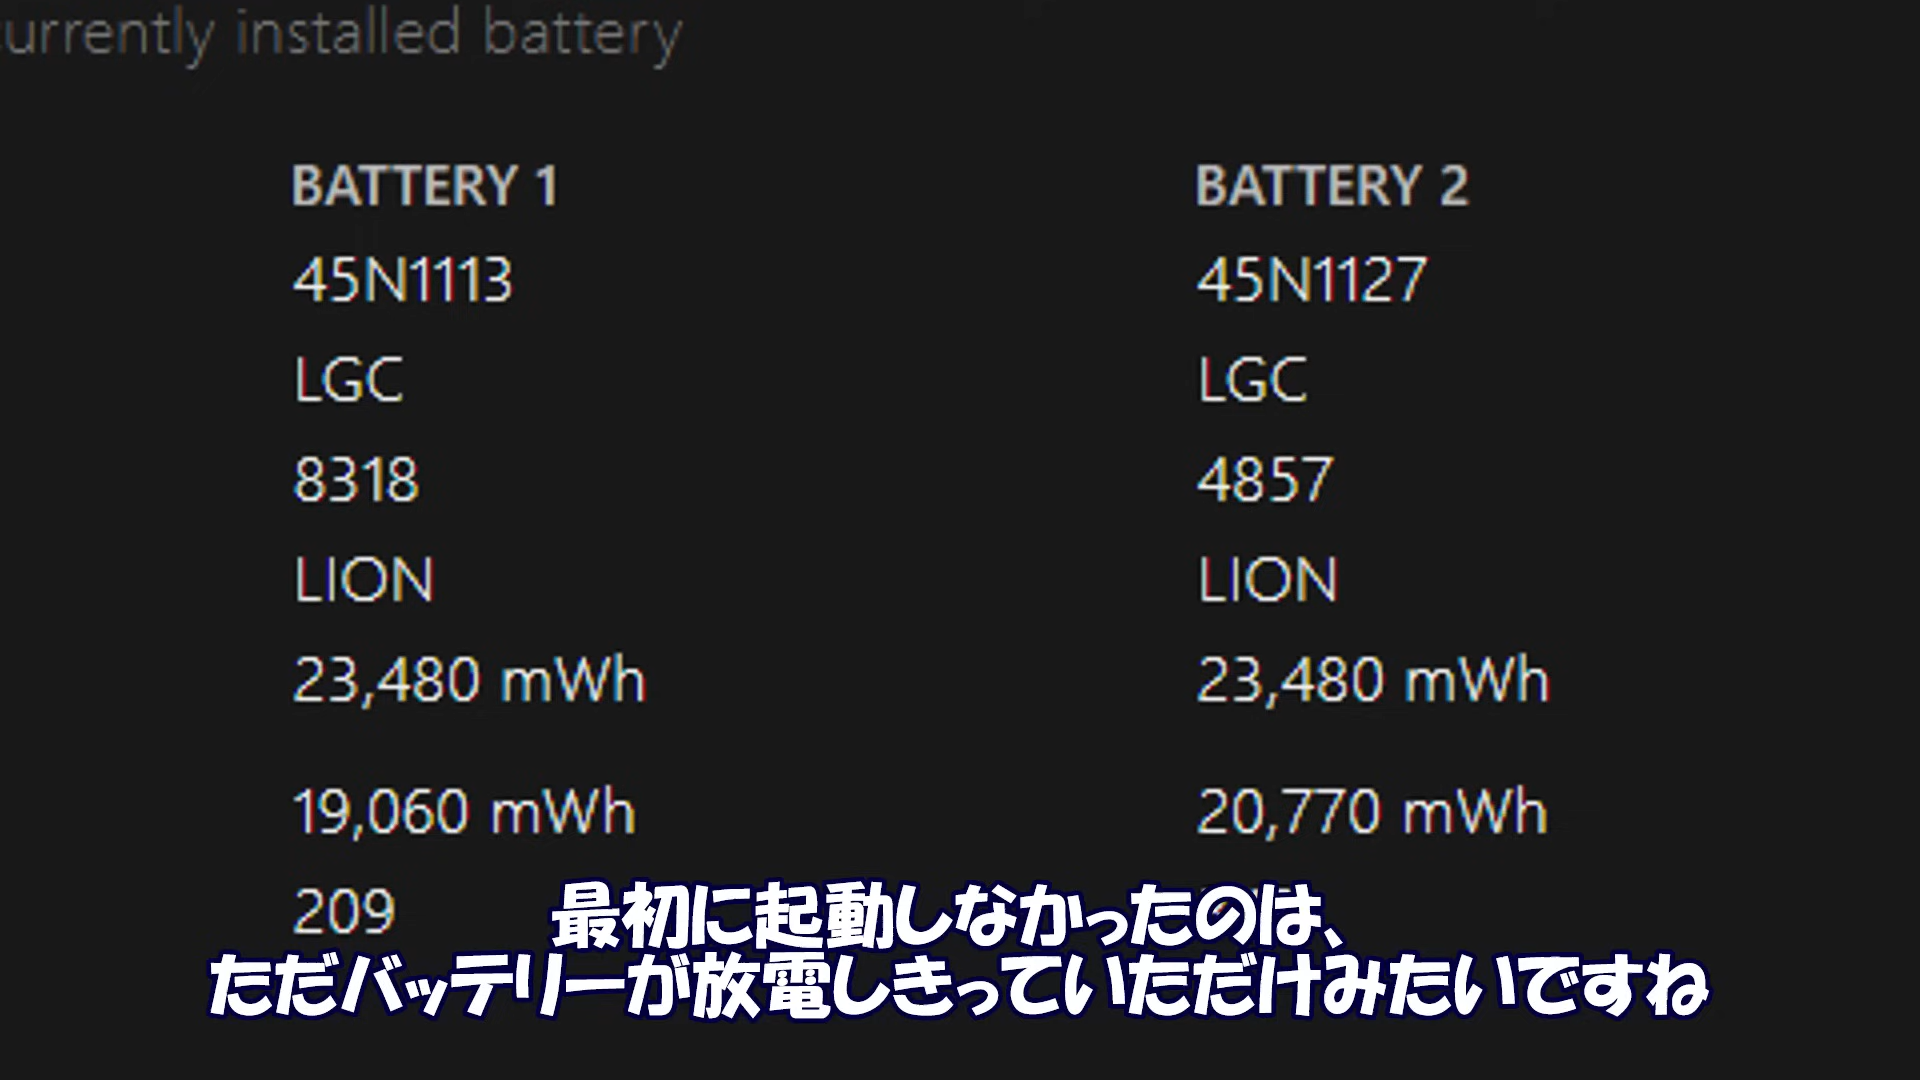 currently installed battery
BATTERY 1 BATTERY 2
45N1113 45N1127
LGC LGC
8318 4857
LION LION
23,480 mWh 23,480 mWh
19,060 mWh 20,770 mWh
209
最初に起動しなかったのは、
ただバッテリーが放電しきっていただけみたいですね